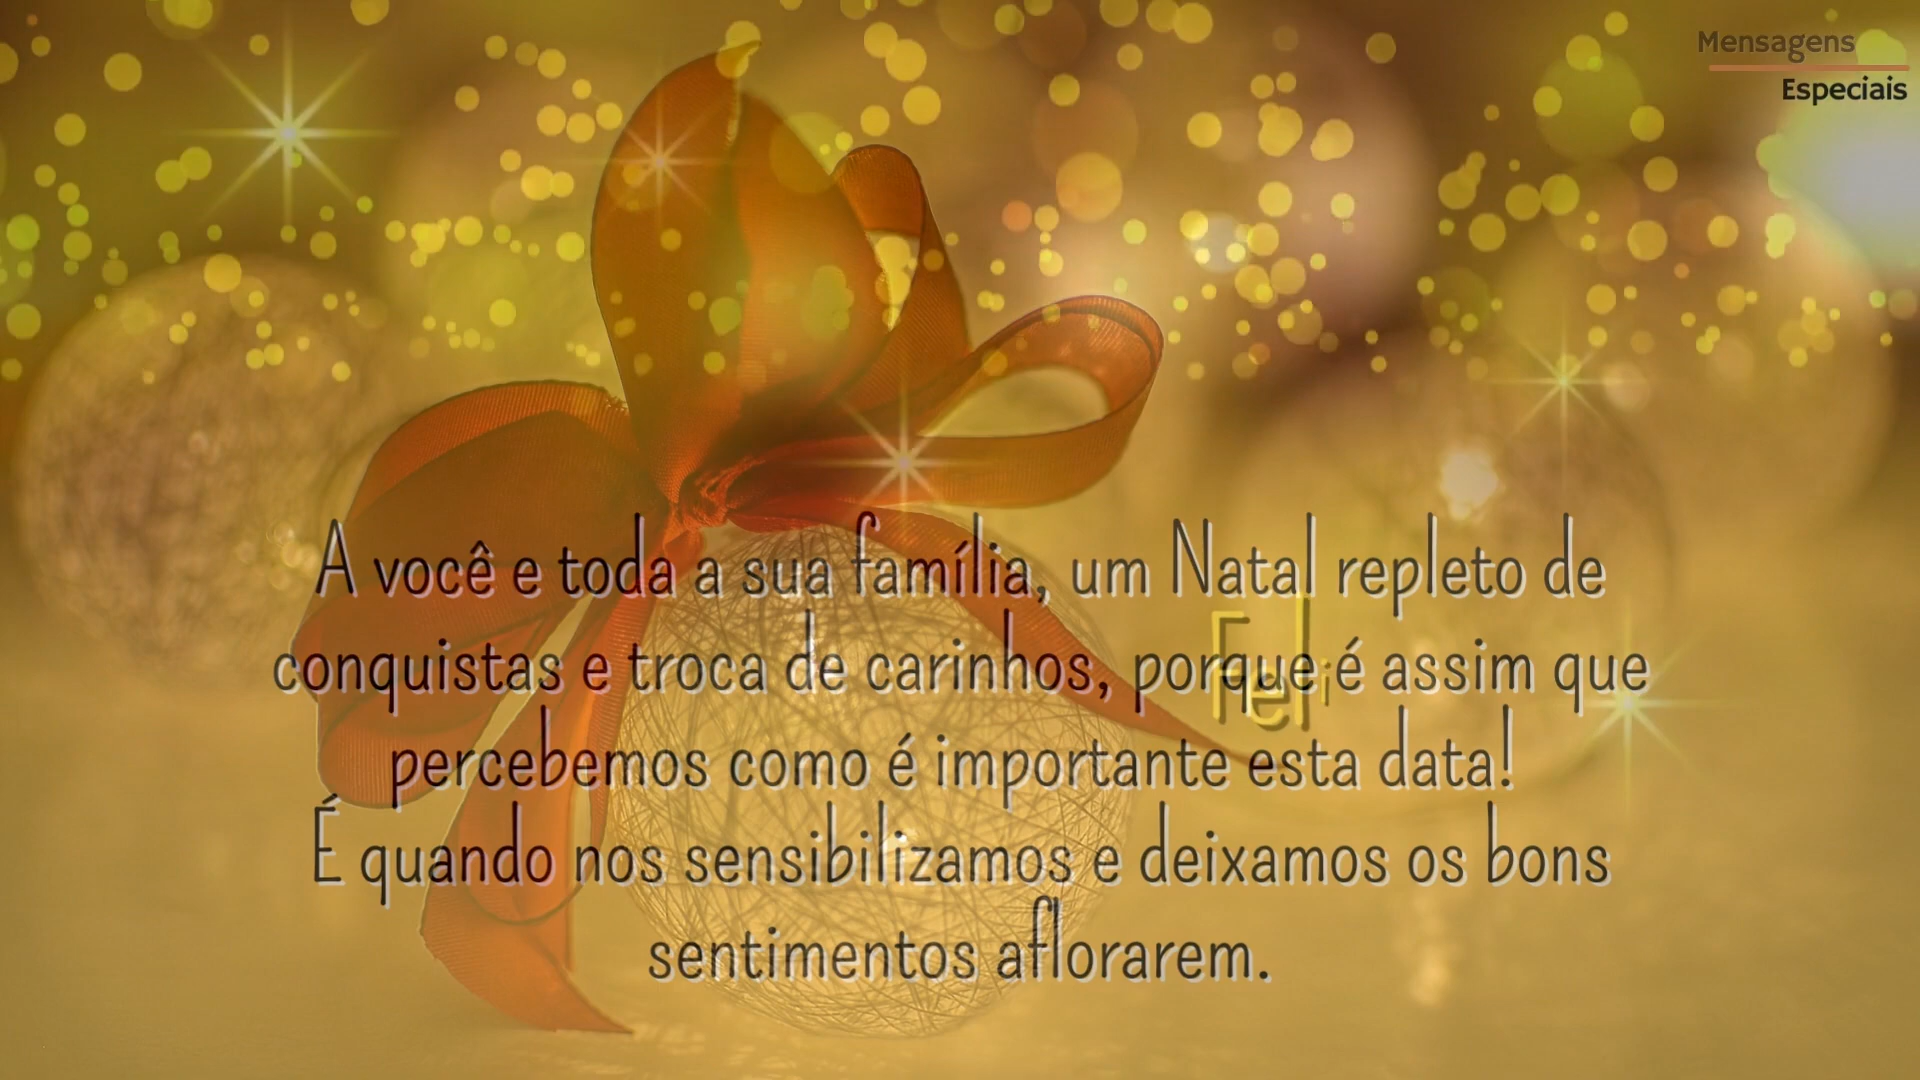 Mensagens
Especiais
A você e toda a sua família, um Natal repleto de
Feli
conquistas e troca de carinhos, porque é assim que
percebemos como é importante esta data!
É quando nos sensibilizamos e deixamos os bons
sentimentos aflorarem.